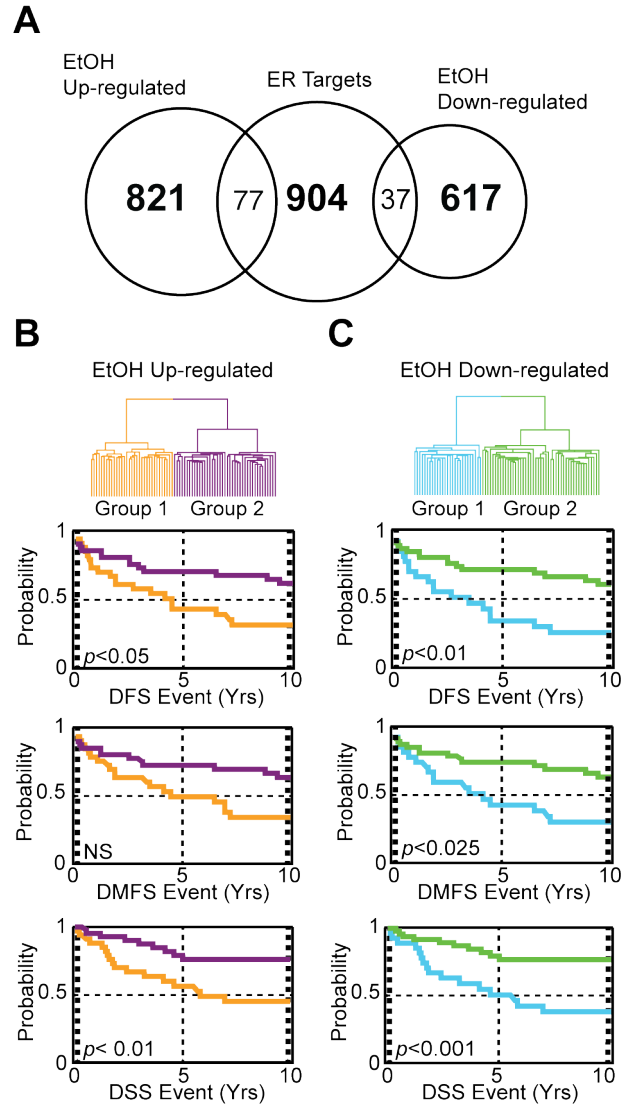 A
EtOH
Up-regulated
ER Targets
EtOH
Down-regulated
821
77
904
37
617
B
C
EtOH Up-regulated
EtOH Down-regulated
Group 1
Group 2
Group 1
Group 2
Probability
1
0.5
0
p<0.05
0
5
10
DFS Event (Yrs)
Probability
1
0.5
0
p<0.01
0
5
10
DFS Event (Yrs)
Probability
1
0.5
0
NS
0
5
10
DMFS Event (Yrs)
Probability
1
0.5
0
p<0.025
0
5
10
DMFS Event (Yrs)
Probability
1
0.5
0
p< 0.01
0
5
10
DSS Event (Yrs)
Probability
1
0.5
0
p<0.001
0
5
10
DSS Event (Yrs)